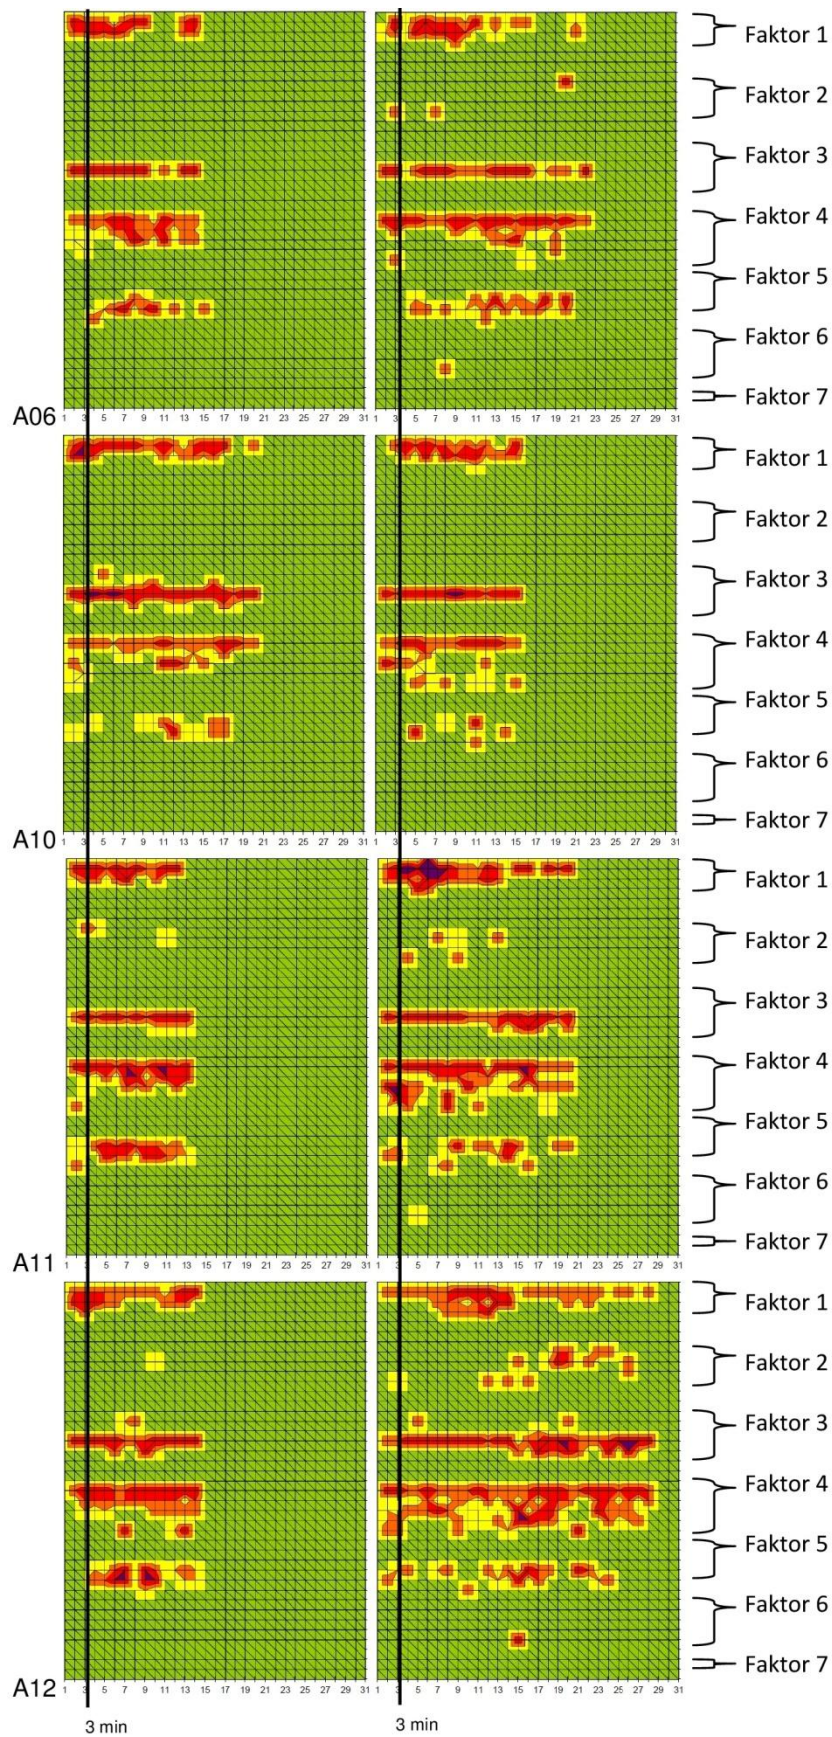 Faktor 1
Faktor 2
Faktor 3
Faktor 4
Faktor 5
Faktor 6
Faktor 7
A06
1 3 5 7 9 11 13 15 17 19 21 23 25 27 29 31 1 3 5 7 9 11 13 15 17 19 21 23 25 27 29 31
Faktor 1
Faktor 2
Faktor 3
Faktor 4
Faktor 5
Faktor 6
Faktor 7
A10
1 3 5 7 9 11 13 15 17 19 21 23 25 27 29 31 1 3 5 7 9 11 13 15 17 19 21 23 25 27 29 31
Faktor 1
Faktor 2
Faktor 3
Faktor 4
Faktor 5
Faktor 6
Faktor 7
A11
1 3 5 7 9 11 13 15 17 19 21 23 25 27 29 31 1 3 5 7 9 11 13 15 17 19 21 23 25 27 29 31
Faktor 1
Faktor 2
Faktor 3
Faktor 4
Faktor 5
Faktor 6
Faktor 7
A12
1 3 5 7 9 11 13 15 17 19 21 23 25 27 29 31 1 3 5 7 9 11 13 15 17 19 21 23 25 27 29 31
3 min 3 min